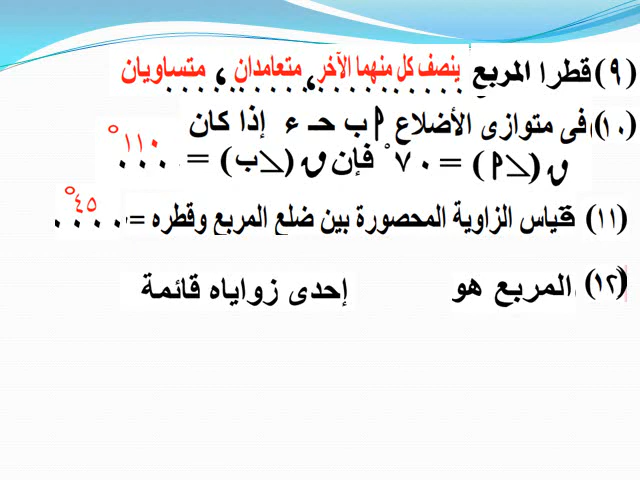 (٩) قطرا المربع ينصف كل منهما الآخر ، متعامدان ، متساويان
(١٠) فى متوازى الأضلاع ا ب حـ ء إذا كان
ق (ا) = ٧٠° فإن ق (ب) = ١١٠°
(١١) قياس الزاوية المحصورة بين ضلع المربع وقطره = ٤٥°
(١٢) المربع هو إحدى زواياه قائمة